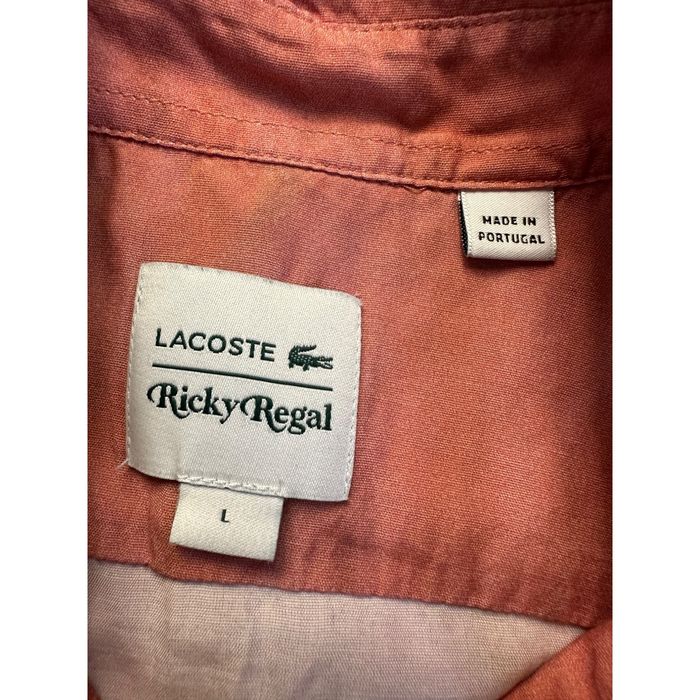 MADE IN
PORTUGAL
LACOSTE
Ricky Regal
L